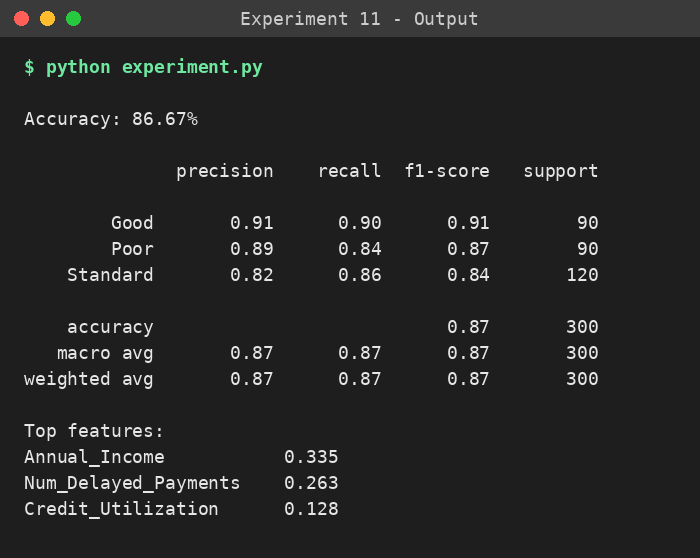 Experiment 11 - Output
$ python experiment.py
Accuracy: 86.67%
precision recall f1-score support
Good 0.91 0.90 0.91 90
Poor 0.89 0.84 0.87 90
Standard 0.82 0.86 0.84 120
accuracy 0.87 300
macro avg 0.87 0.87 0.87 300
weighted avg 0.87 0.87 0.87 300
Top features:
Annual_Income 0.335
Num_Delayed_Payments 0.263
Credit_Utilization 0.128